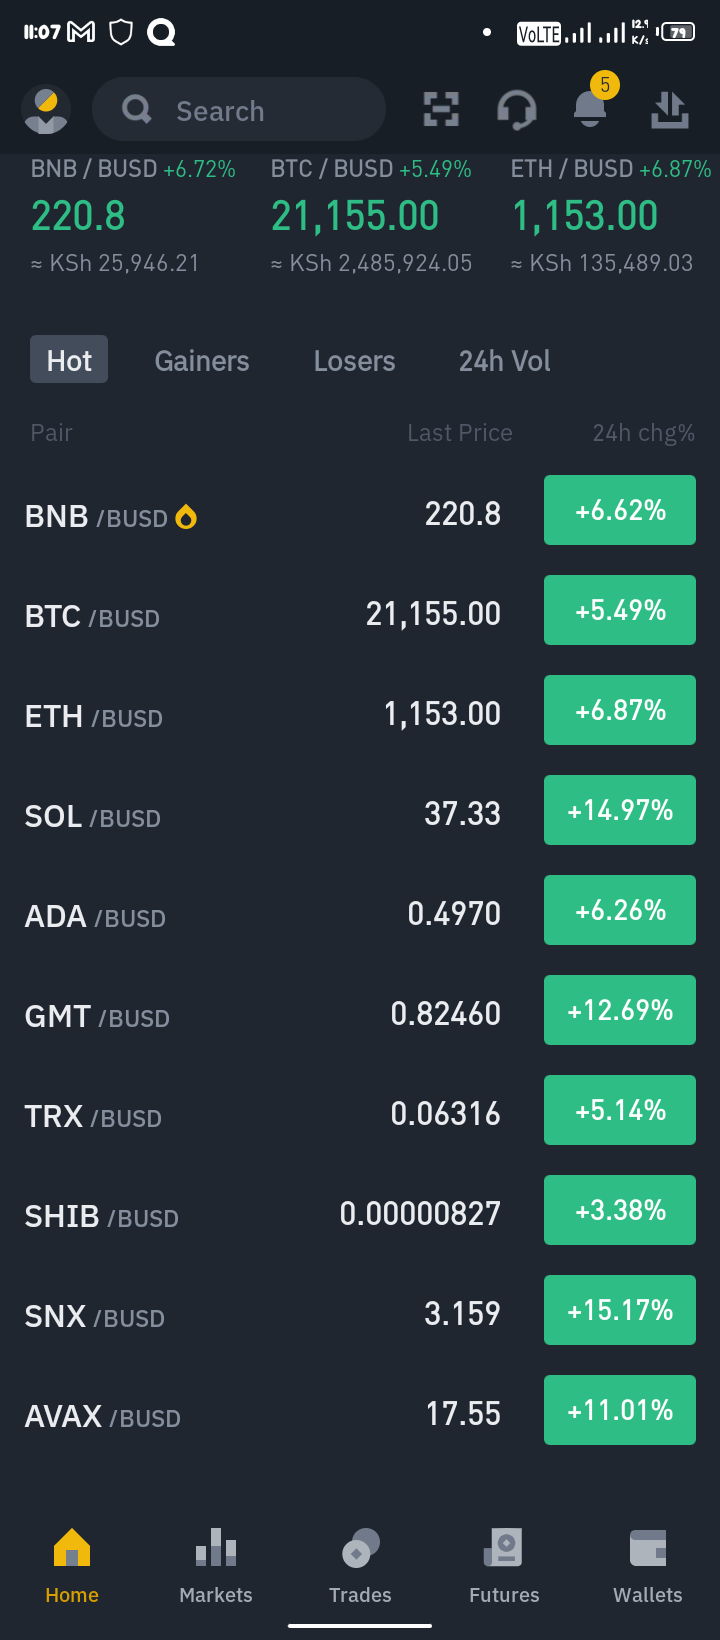 11:07 VoLTE 12.9 K/s 79
Search 5
BNB / BUSD +6.72% BTC / BUSD +5.49% ETH / BUSD +6.87%
220.8 21,155.00 1,153.00
≈ KSh 25,946.21 ≈ KSh 2,485,924.05 ≈ KSh 135,489.03
Hot Gainers Losers 24h Vol
Pair Last Price 24h chg%
BNB /BUSD 220.8 +6.62%
BTC /BUSD 21,155.00 +5.49%
ETH /BUSD 1,153.00 +6.87%
SOL /BUSD 37.33 +14.97%
ADA /BUSD 0.4970 +6.26%
GMT /BUSD 0.82460 +12.69%
TRX /BUSD 0.06316 +5.14%
SHIB /BUSD 0.00000827 +3.38%
SNX /BUSD 3.159 +15.17%
AVAX /BUSD 17.55 +11.01%
Home Markets Trades Futures Wallets